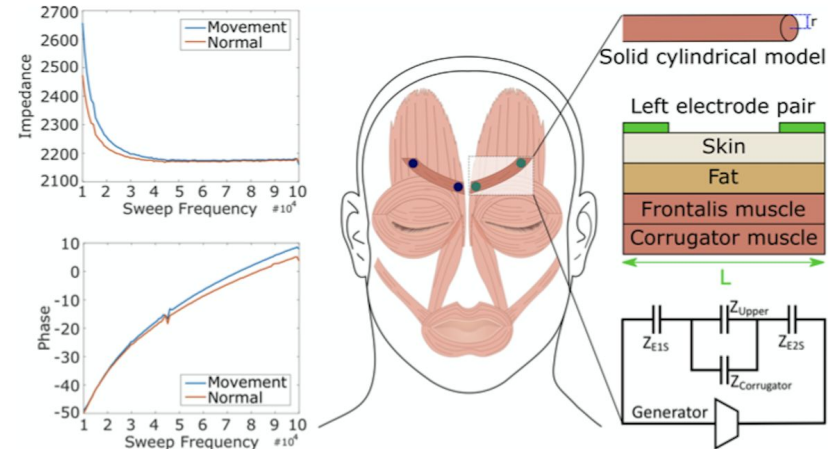 2700
2600
2500
2400
2300
2200
2100
Impedance
Movement
Normal
1 2 3 4 5 6 7 8 9 10
Sweep Frequency #10⁴
10
0
-10
-20
-30
-40
-50
Phase
Movement
Normal
1 2 3 4 5 6 7 8 9 10
Sweep Frequency #10⁴
r
Solid cylindrical model
Left electrode pair
Skin
Fat
Frontalis muscle
Corrugator muscle
L
Z_E1S
Z_Upper
Z_E2S
Z_Corrugator
Generator